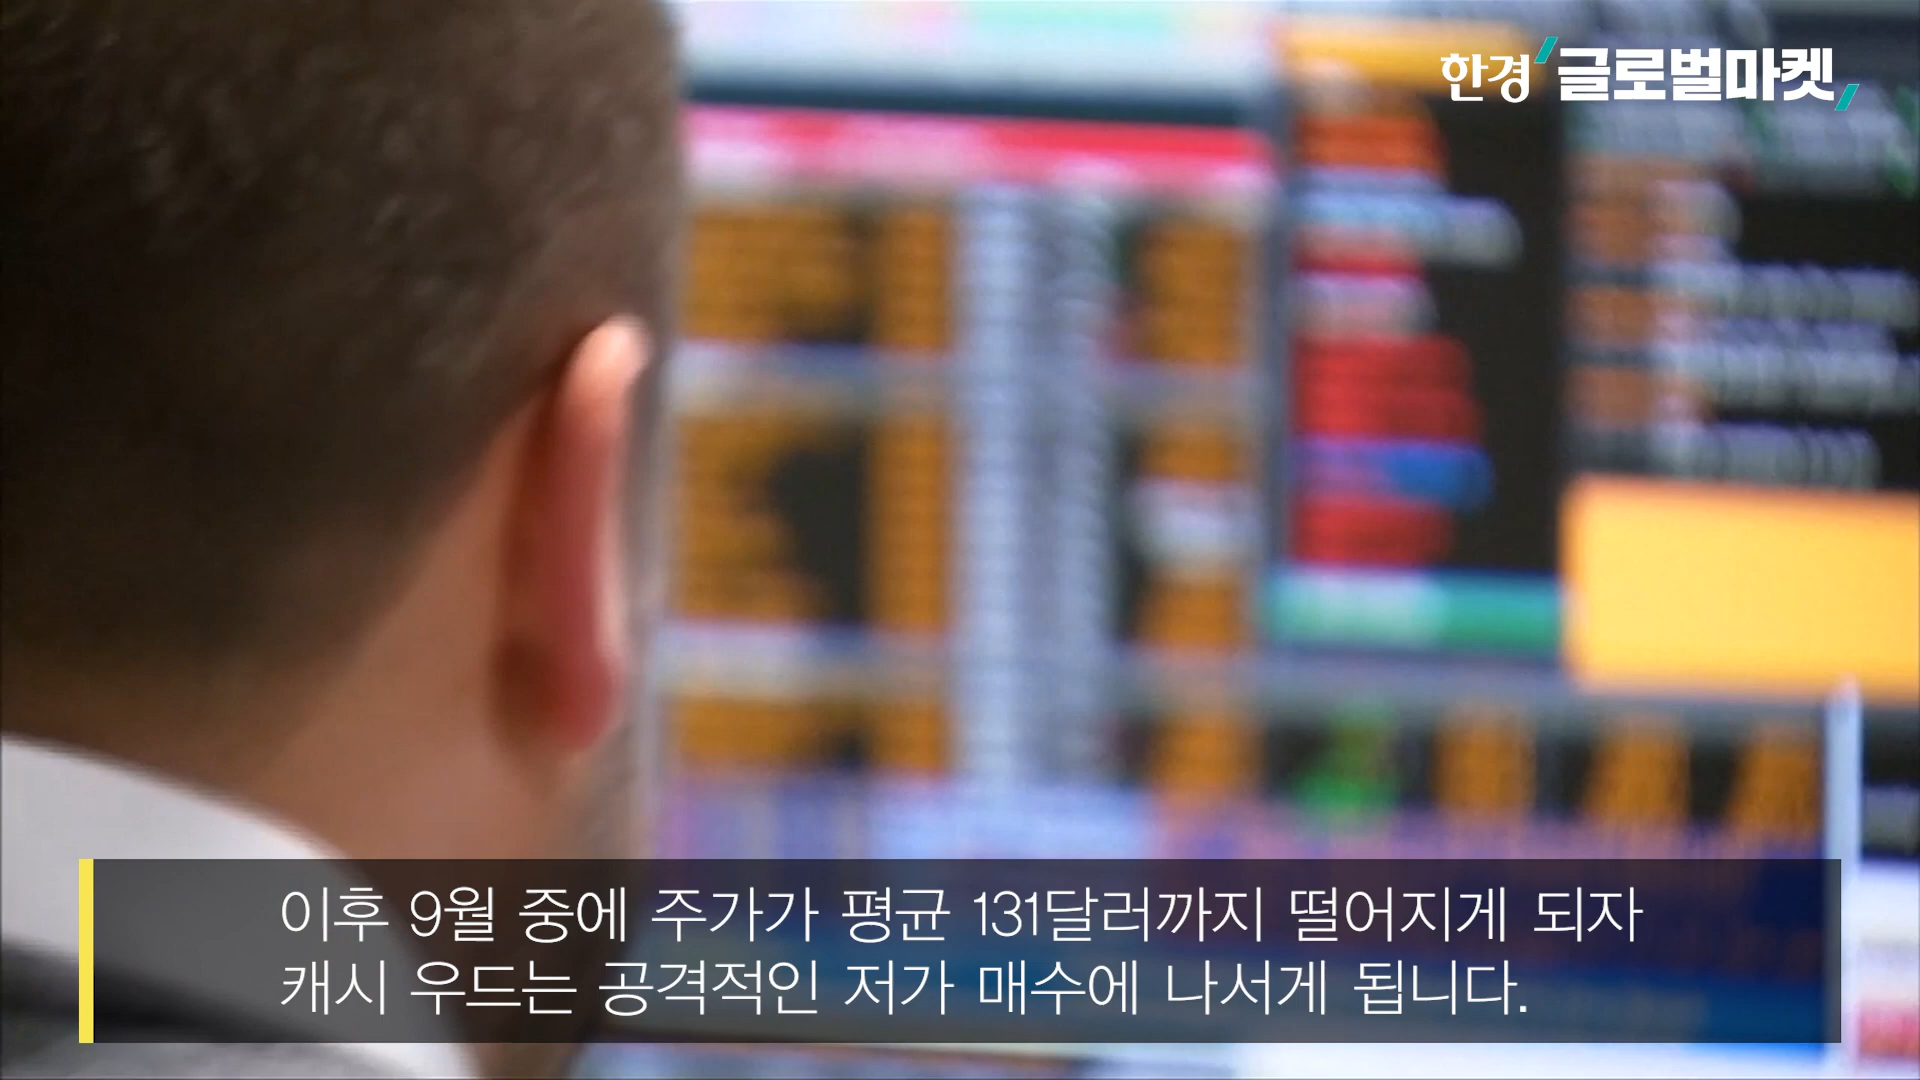 한경 글로벌마켓
이후 9월 중에 주가가 평균 131달러까지 떨어지게 되자
캐시 우드는 공격적인 저가 매수에 나서게 됩니다.